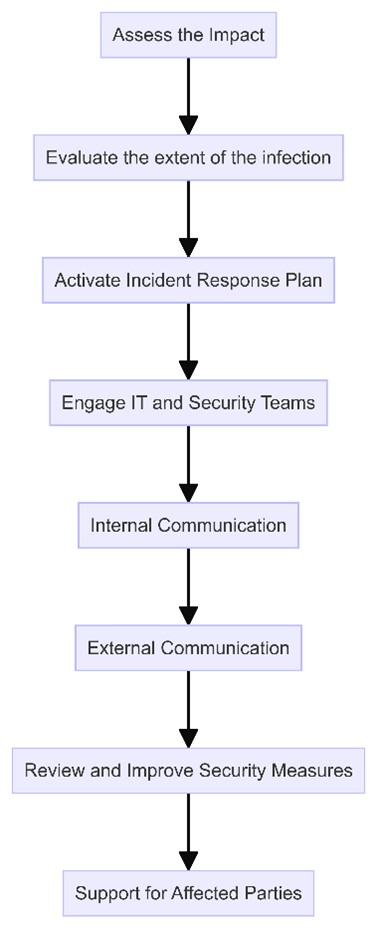 Assess the Impact
Evaluate the extent of the infection
Activate Incident Response Plan
Engage IT and Security Teams
Internal Communication
External Communication
Review and Improve Security Measures
Support for Affected Parties